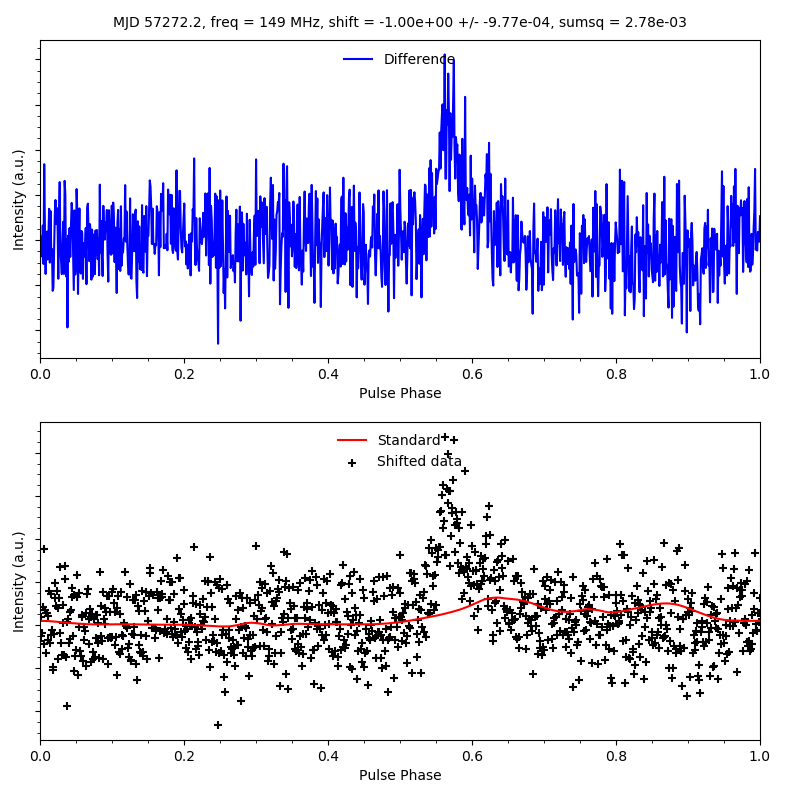 MJD 57272.2, freq = 149 MHz, shift = -1.00e+00 +/- -9.77e-04, sumsq = 2.78e-03
Difference
Intensity (a.u.)
0.0 0.2 0.4 0.6 0.8 1.0
Pulse Phase
Standard
Shifted data
Intensity (a.u.)
0.0 0.2 0.4 0.6 0.8 1.0
Pulse Phase